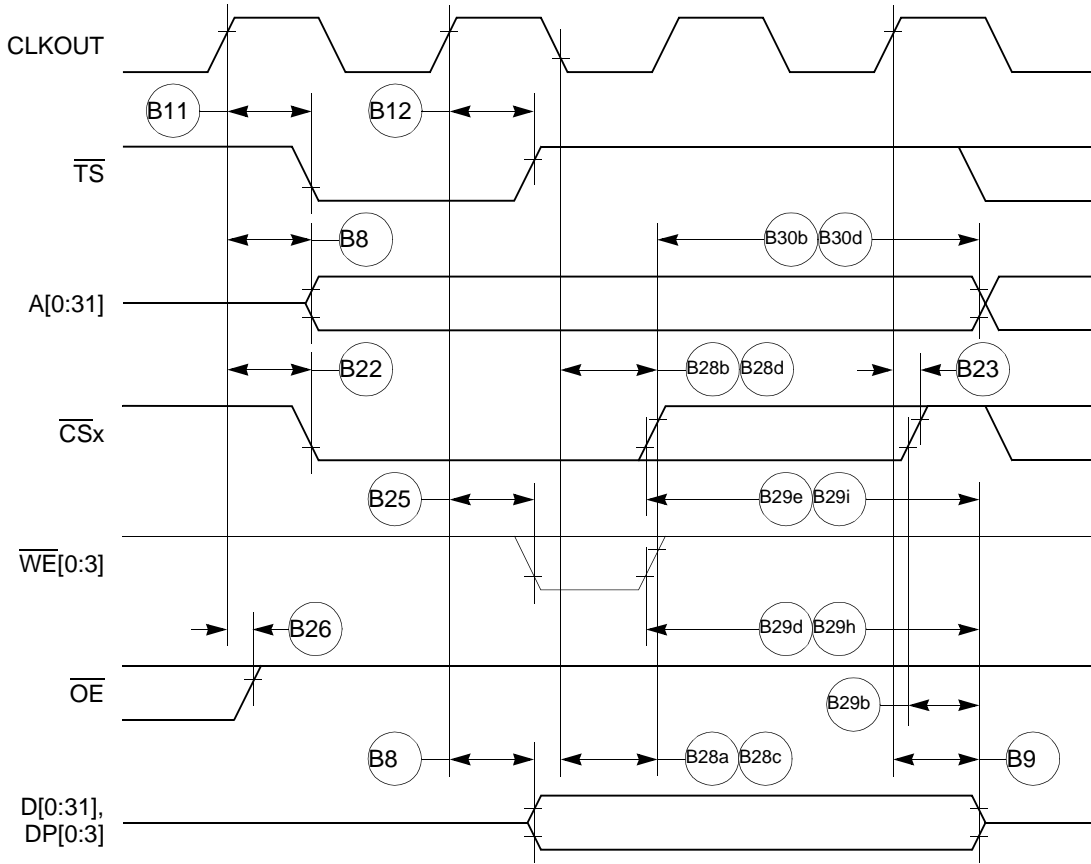 CLKOUT
B11 B12
TS
B8 B30b B30d
A[0:31]
B22 B28b B28d B23
CSx
B25 B29e B29i
WE[0:3]
B26 B29d B29h
OE
B29b
B8 B28a B28c B9
D[0:31],
DP[0:3]